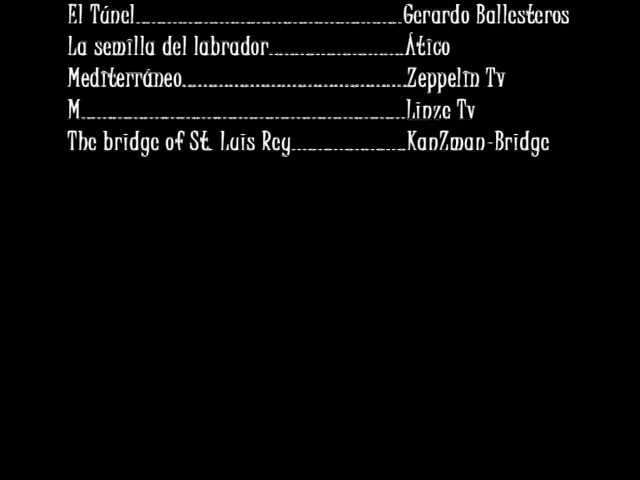 El Túnel........................................Gerardo Ballesteros
La semilla del labrador....................Ático
Mediterráneo..................................Zeppelin Tv
M.................................................Linze Tv
The bridge of St. Luis Rey.................KanZman-Bridge